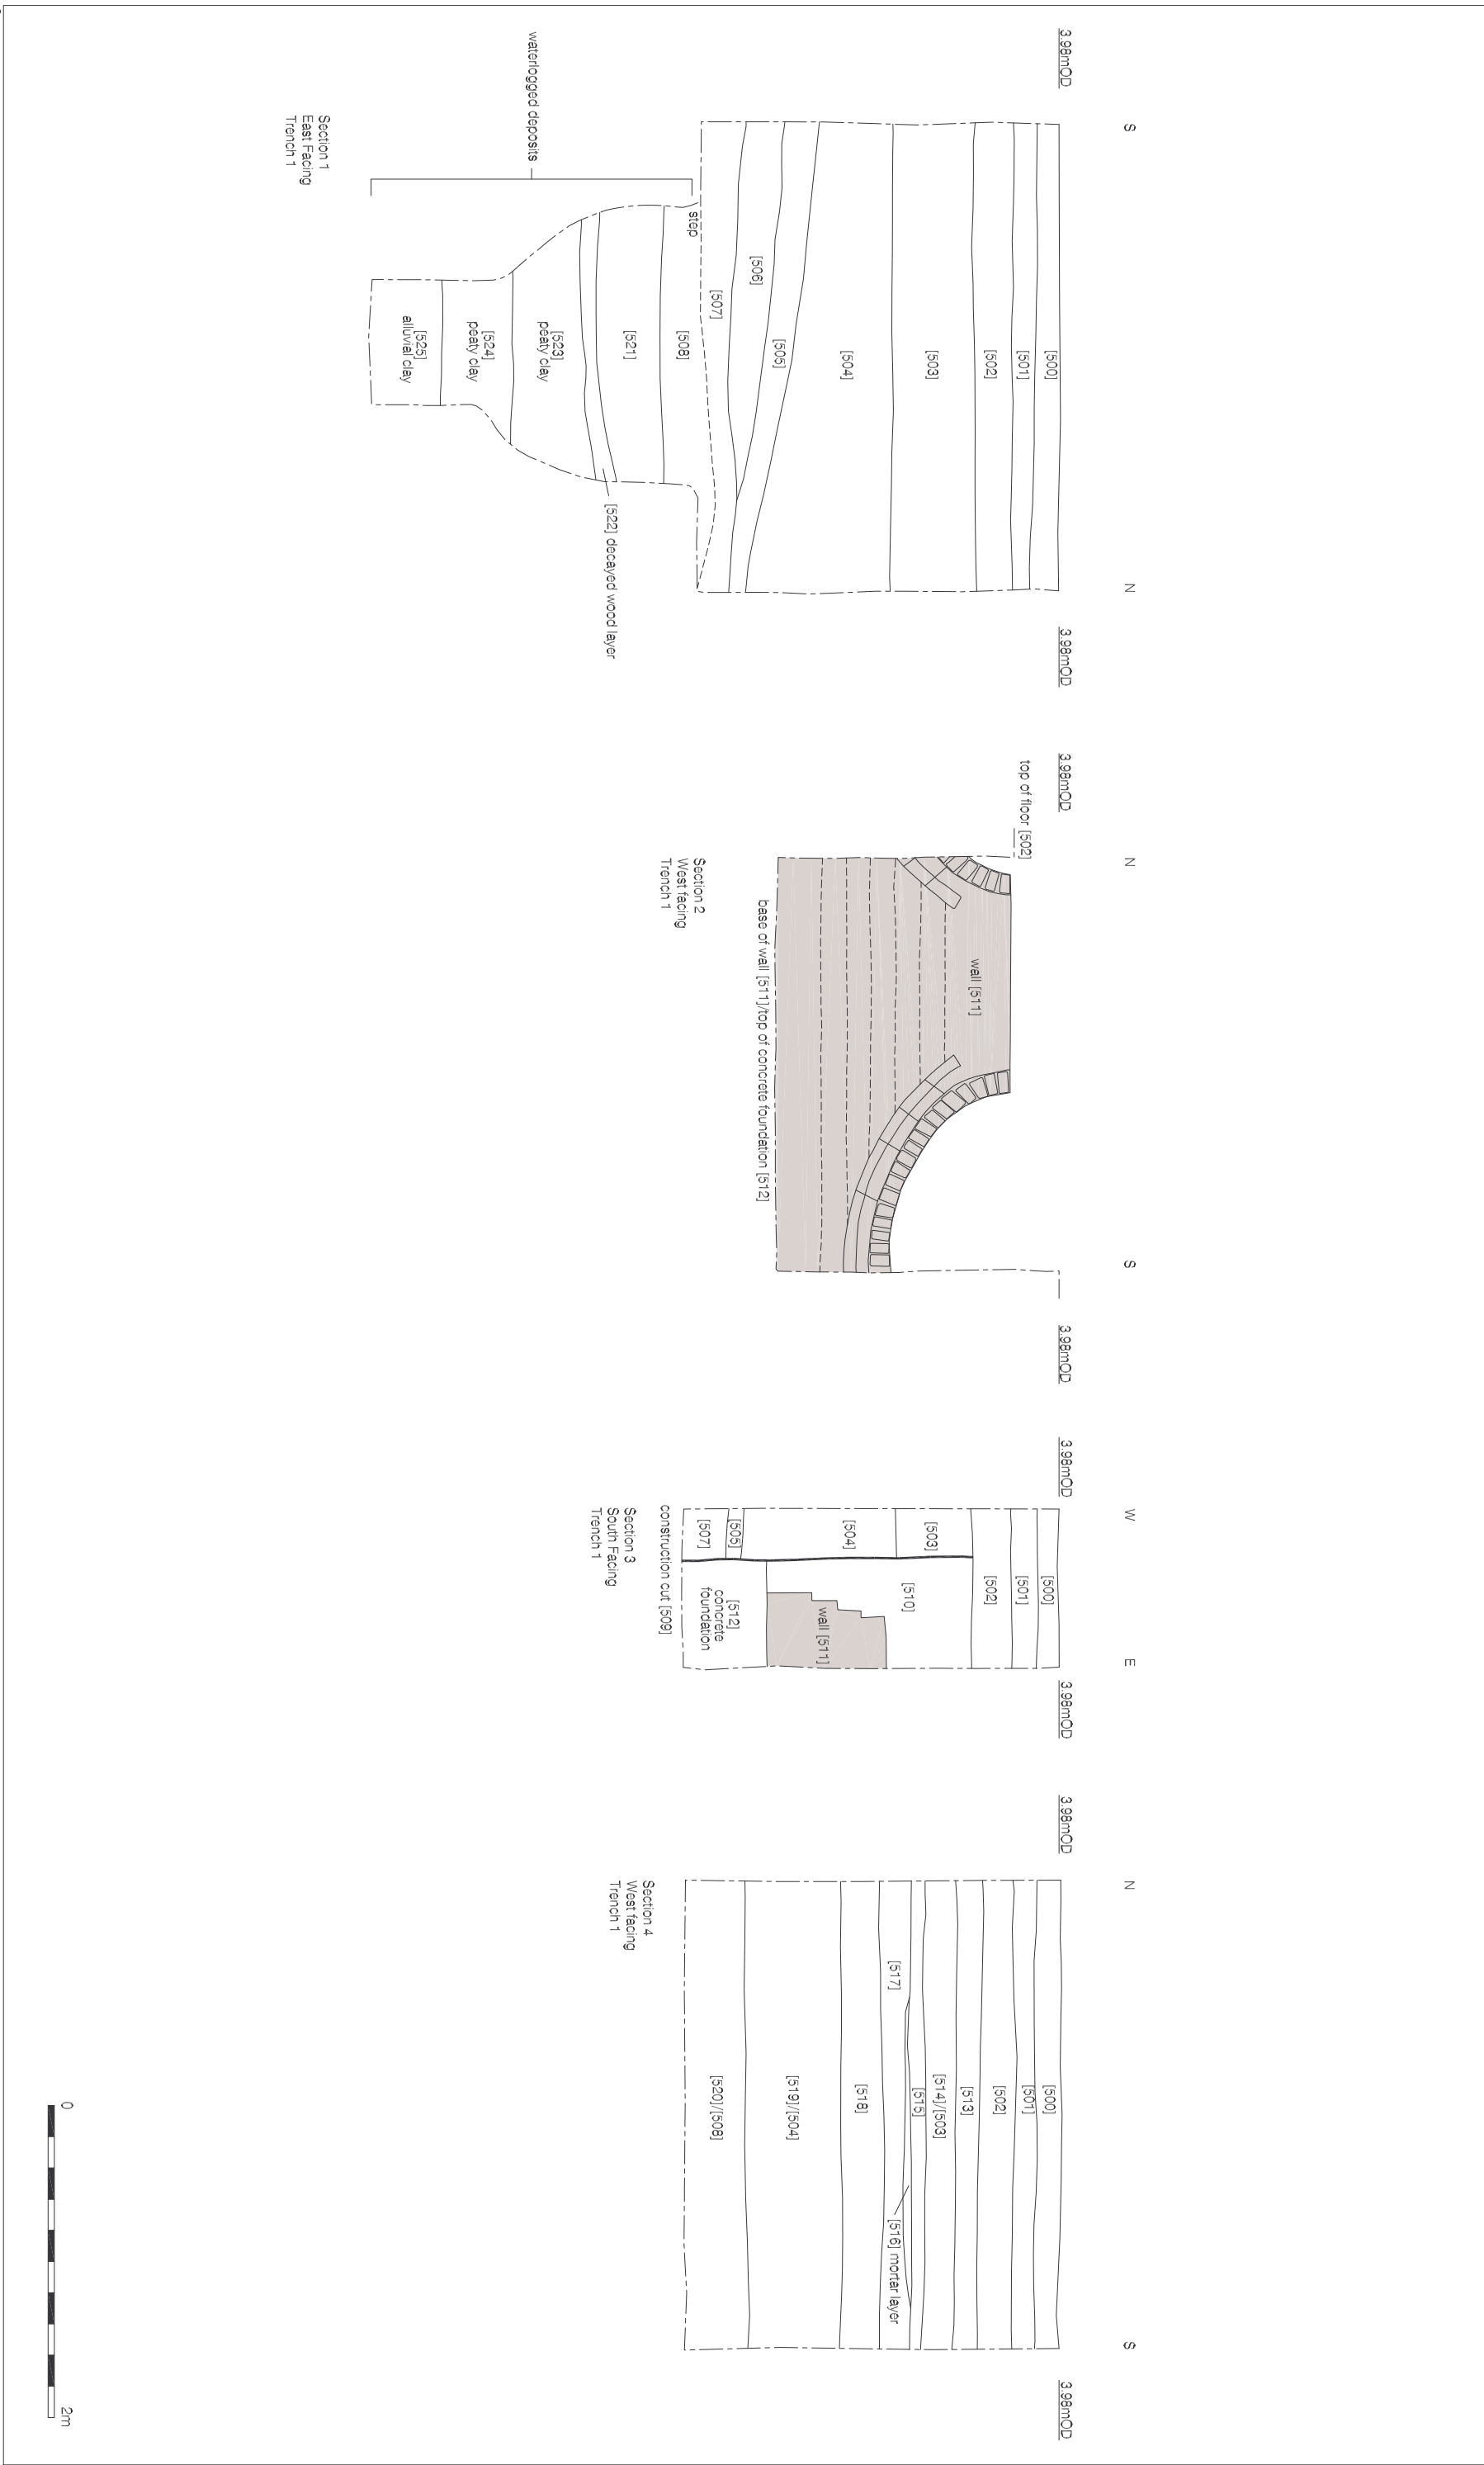 S
N
3.98mOD
3.98mOD
[500]
[501]
[502]
[503]
[504]
[505]
[506]
[507]
step
[508]
[521]
[522] decayed wood layer
[523]
peaty clay
[524]
peaty clay
[525]
alluvial clay
waterlogged deposits
Section 1
East Facing
Trench 1
N
S
3.98mOD
3.98mOD
top of floor [502]
wall [511]
base of wall [511]/top of concrete foundation [512]
Section 2
West facing
Trench 1
W
E
3.98mOD
3.98mOD
[500]
[501]
[502]
[503]
[510]
[504]
wall [511]
[505]
[507]
[512]
concrete
foundation
construction cut [509]
Section 3
South Facing
Trench 1
N
S
3.98mOD
3.98mOD
[500]
[501]
[502]
[513]
[514]/[503]
[515]
[517]
[516] mortar layer
[518]
[519]/[504]
[520]/[508]
Section 4
West facing
Trench 1
0
2m